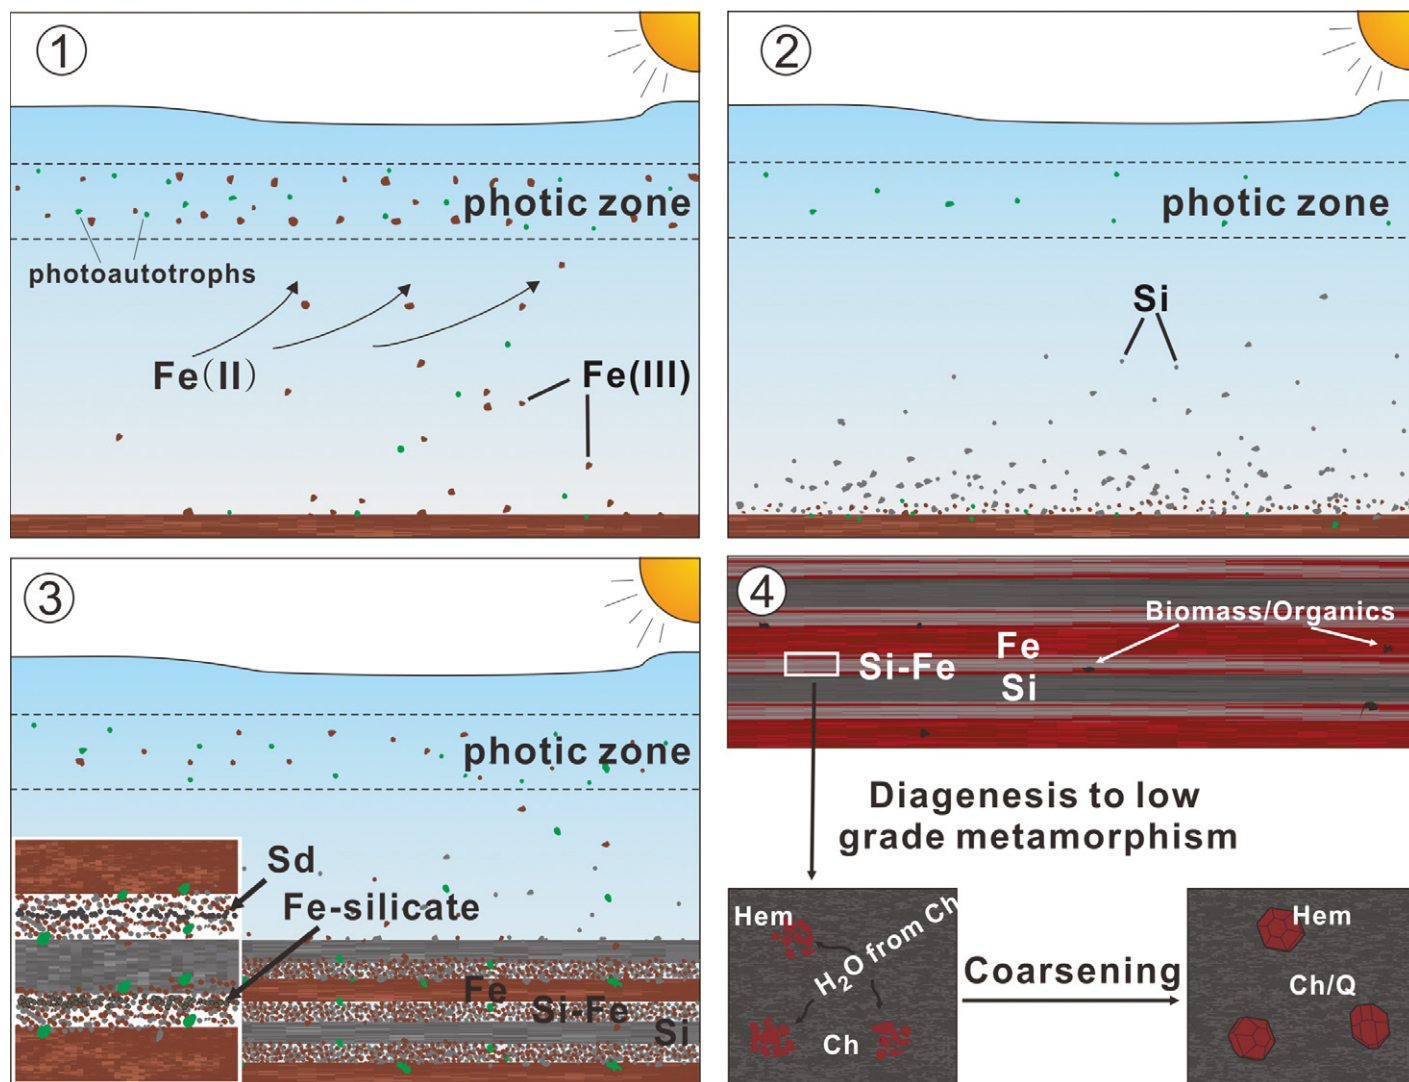 ①
photic zone
photoautotrophs
Fe(II)
Fe(III)
②
photic zone
Si
③
photic zone
Sd
Fe-silicate
Fe
Si-Fe
Si
④
Biomass/Organics
Fe
Si-Fe
Si
Diagenesis to low
grade metamorphism
Hem
H₂O from Ch
Ch
Coarsening
Hem
Ch/Q